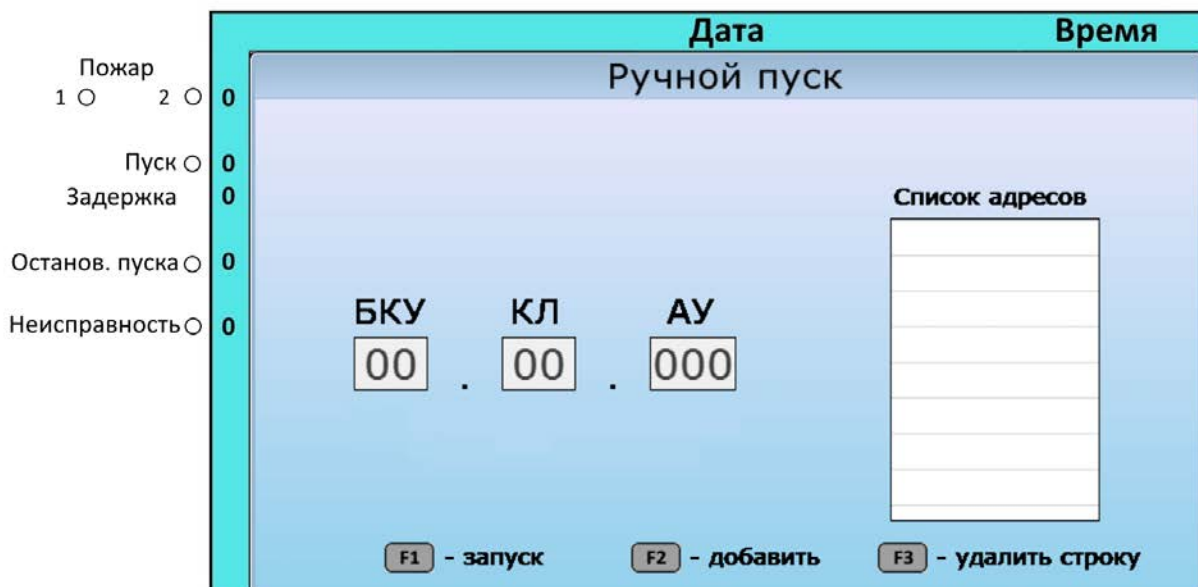 Дата Время
Ручной пуск
Пожар
1 2 0
Пуск 0
Задержка 0
Список адресов
Останов. пуска 0
Неисправность 0
БКУ КЛ АУ
00 . 00 . 000
F1 - запуск F2 - добавить F3 - удалить строку